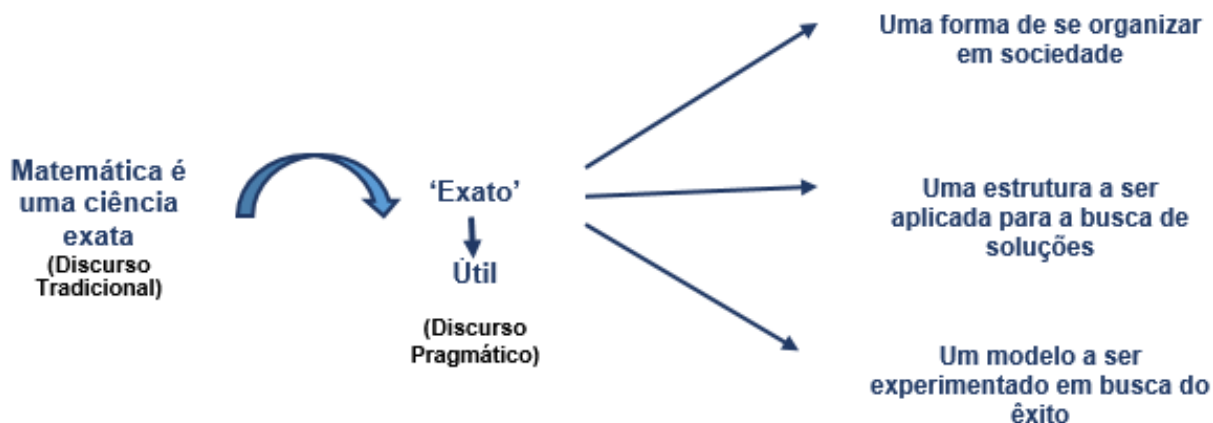 Matemática é
uma ciência
exata
(Discurso
Tradicional)
‘Exato’
Útil
(Discurso
Pragmático)
Uma forma de se organizar
em sociedade
Uma estrutura a ser
aplicada para a busca de
soluções
Um modelo a ser
experimentado em busca do
êxito